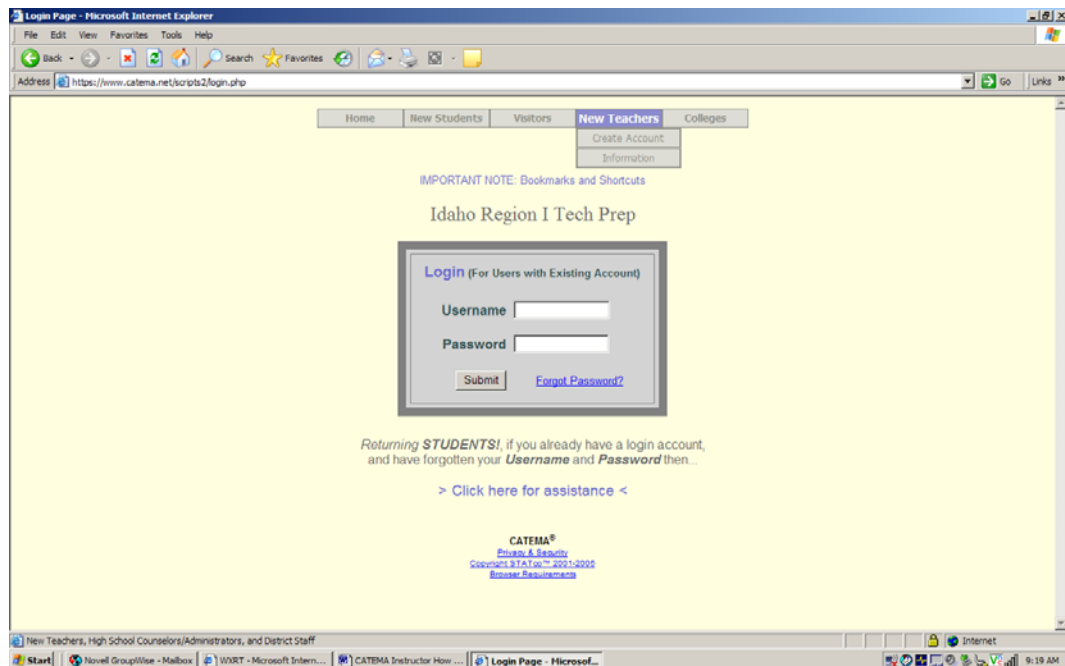 Login Page - Microsoft Internet Explorer
File Edit View Favorites Tools Help
Back Search Favorites
Address https://www.catema.net/scripts2/login.php Go Links »
Home New Students Visitors New Teachers Colleges
Create Account
Information
IMPORTANT NOTE: Bookmarks and Shortcuts
Idaho Region I Tech Prep
Login (For Users with Existing Account)
Username
Password
Submit Forgot Password?
Returning STUDENTS!, if you already have a login account,
and have forgotten your Username and Password then...
> Click here for assistance <
CATEMA®
Privacy & Security
Copyright STATco™ 2001-2005
Browser Requirements
New Teachers, High School Counselors/Administrators, and District Staff Internet
Start Novell GroupWise - Mailbox WXRT - Microsoft Intern... CATEMA Instructor How ... Login Page - Microsof... 9:19 AM